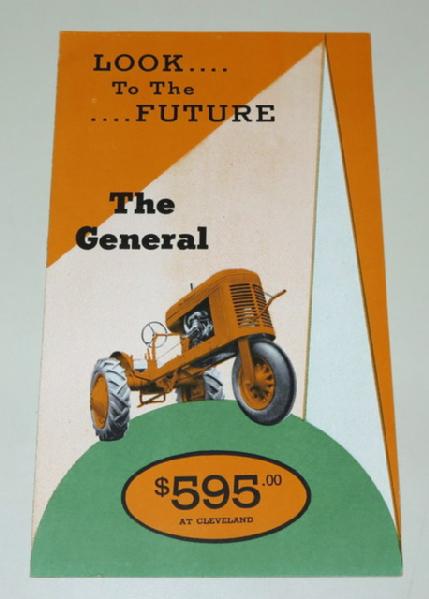 LOOK....
To The
....FUTURE
The
General
$595.00
AT CLEVELAND